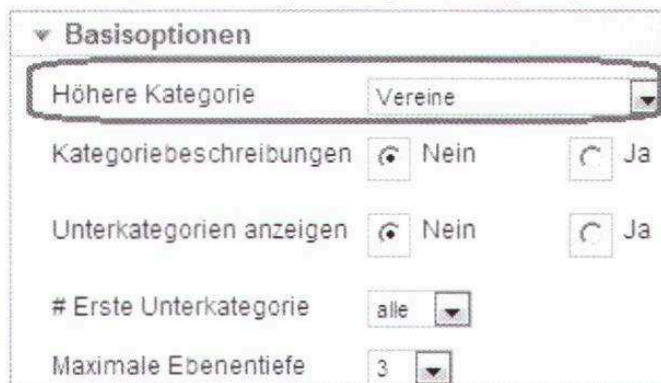 Basisoptionen
Höhere Kategorie Vereine
Kategoriebeschreibungen Nein Ja
Unterkategorien anzeigen Nein Ja
# Erste Unterkategorie alle
Maximale Ebenentiefe 3